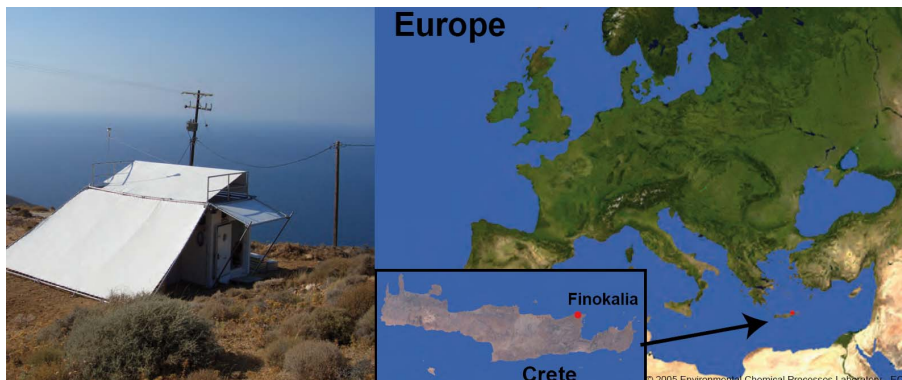 Europe
Finokalia
Crete
© 2005 Environmental Chemical Processes Laboratory